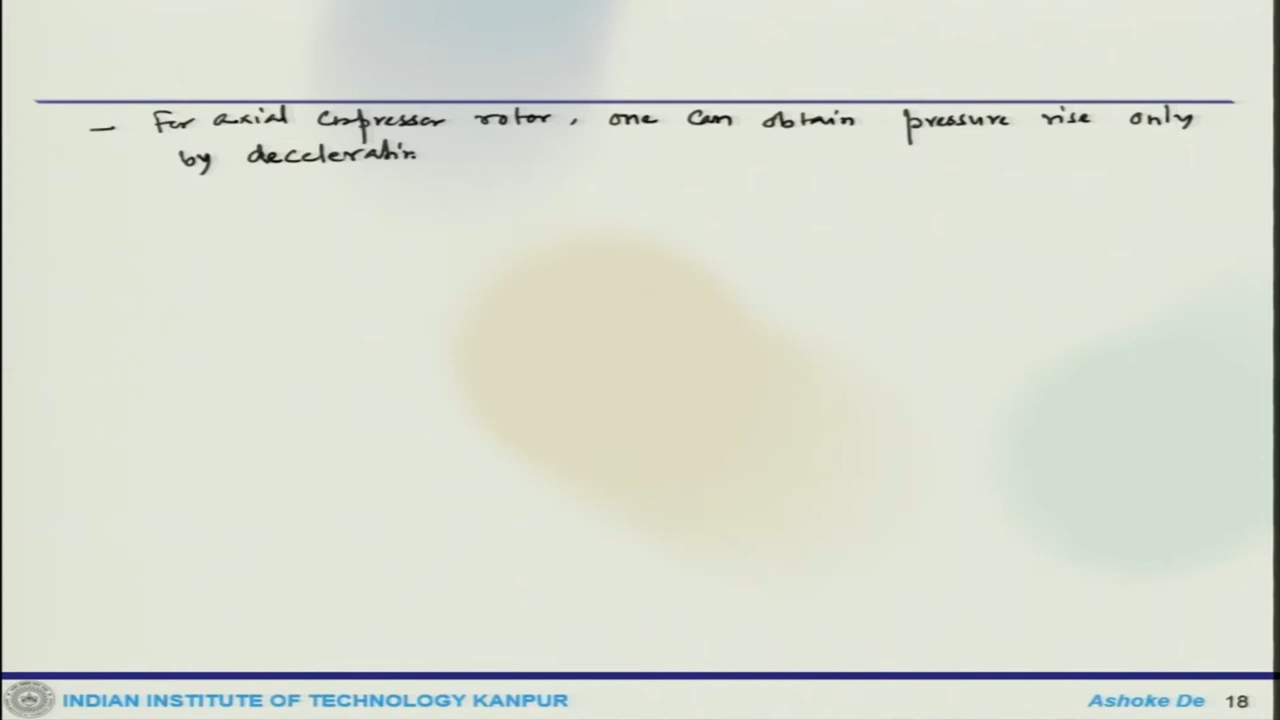 — For axial compressor rotor, one can obtain pressure rise only
by decceleratin
INDIAN INSTITUTE OF TECHNOLOGY KANPUR
Ashoke De 18